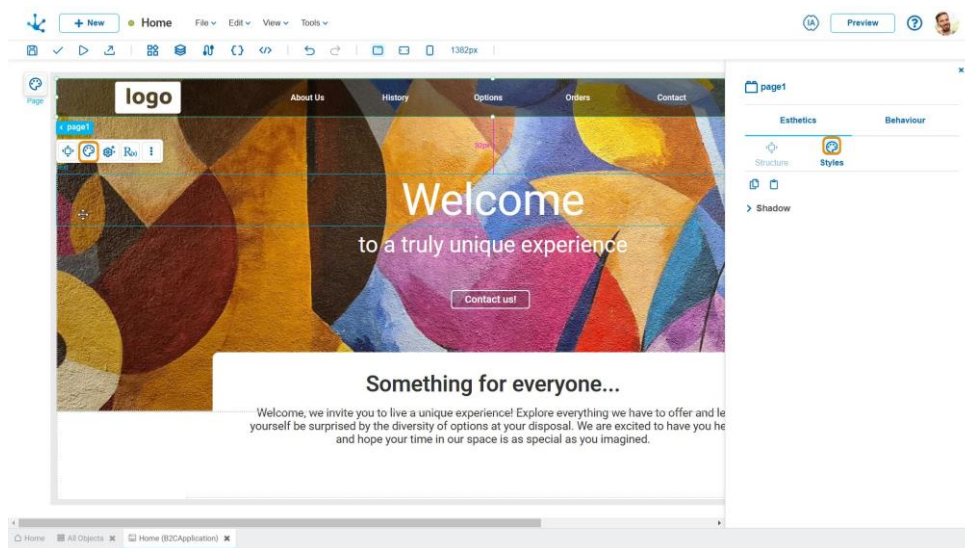 + New
Home
File
Edit
View
Tools
IA
Preview
?
1382px
Page
logo
About Us
History
Options
Orders
Contact
page1
R(x)
Welcome
to a truly unique experience
Contact us!
Something for everyone...
Welcome, we invite you to live a unique experience! Explore everything we have to offer and le
yourself be surprised by the diversity of options at your disposal. We are excited to have you he
and hope your time in our space is as special as you imagined.
page1
Esthetics
Behaviour
Structure
Styles
Shadow
Home
All Objects
Home (B2CApplication)